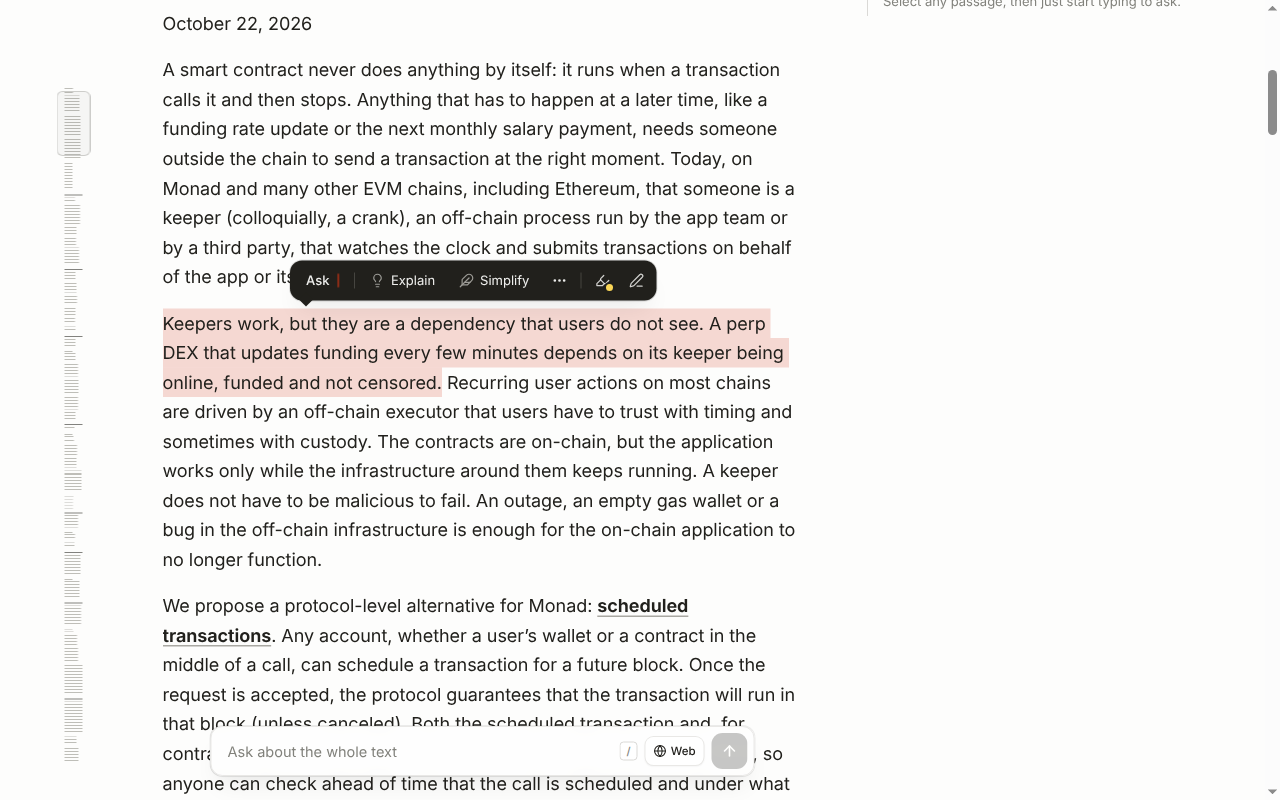 Select any passage, then just start typing to ask.
October 22, 2026
A smart contract never does anything by itself: it runs when a transaction
calls it and then stops. Anything that has to happen at a later time, like a
funding rate update or the next monthly salary payment, needs someone
outside the chain to send a transaction at the right moment. Today, on
Monad and many other EVM chains, including Ethereum, that someone is a
keeper (colloquially, a crank), an off-chain process run by the app team or
by a third party, that watches the clock and submits transactions on behalf
of the app or its
Ask
Explain
Simplify
Keepers work, but they are a dependency that users do not see. A perp
DEX that updates funding every few minutes depends on its keeper being
online, funded and not censored. Recurring user actions on most chains
are driven by an off-chain executor that users have to trust with timing and
sometimes with custody. The contracts are on-chain, but the application
works only while the infrastructure around them keeps running. A keeper
does not have to be malicious to fail. An outage, an empty gas wallet or a
bug in the off-chain infrastructure is enough for the on-chain application to
no longer function.
We propose a protocol-level alternative for Monad: scheduled
transactions. Any account, whether a user’s wallet or a contract in the
middle of a call, can schedule a transaction for a future block. Once the
request is accepted, the protocol guarantees that the transaction will run in
that block (unless canceled). Both the scheduled transaction and, for
, so
Ask about the whole text
/
Web
anyone can check ahead of time that the call is scheduled and under what